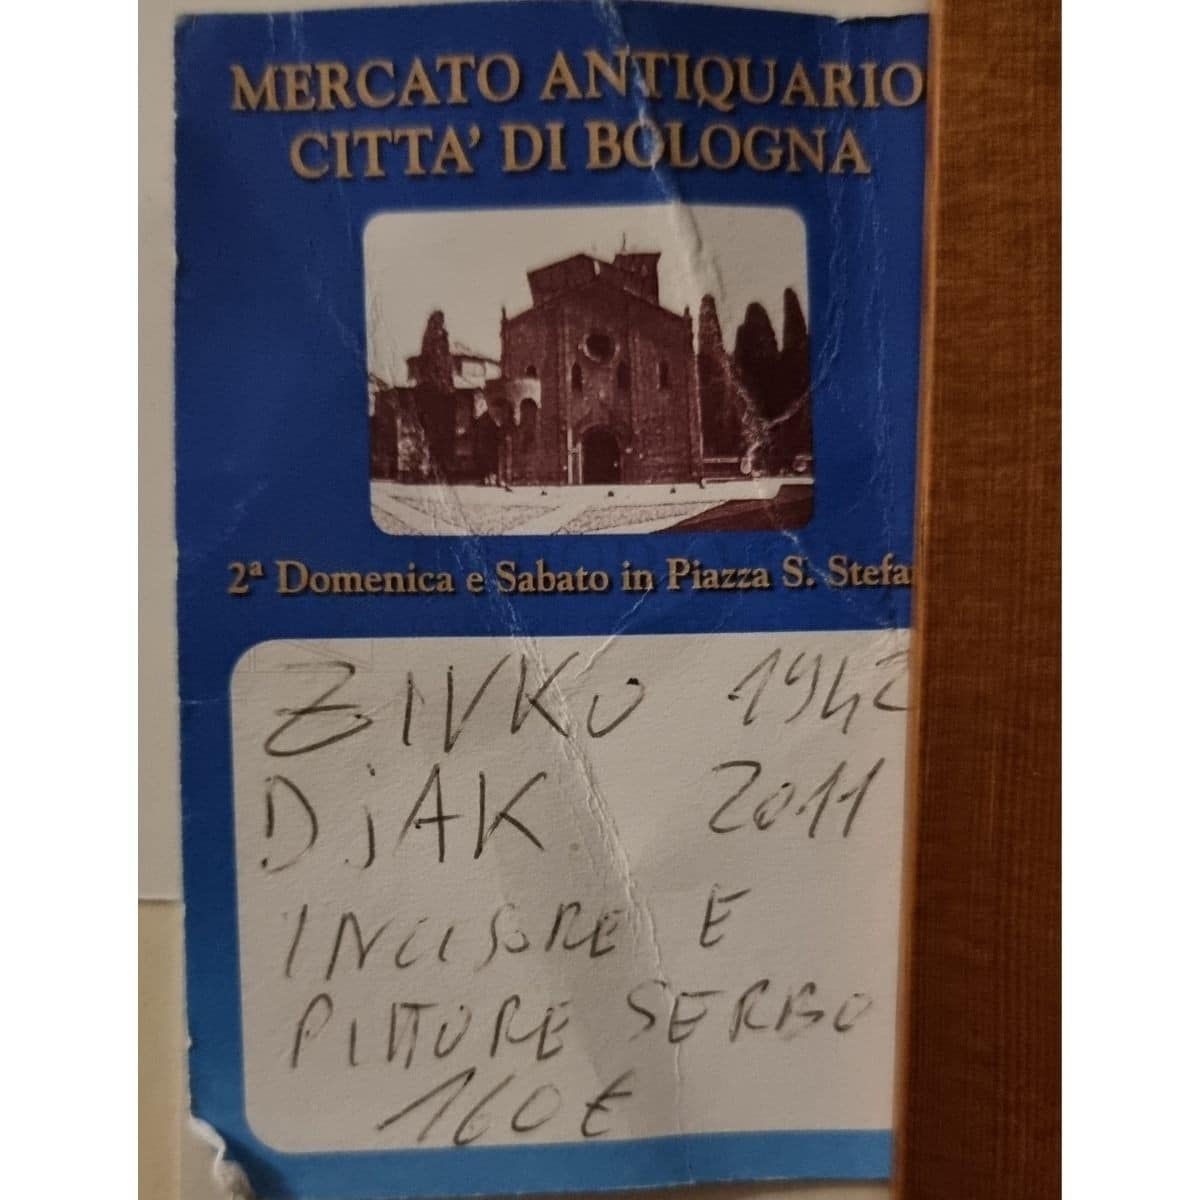 MERCATO ANTIQUARIO
CITTA' DI BOLOGNA
2ª Domenica e Sabato in Piazza S. Stefa
ZIVKO 1942
DjAK 2011
INCISORE E
PITTORE SERBO
160€